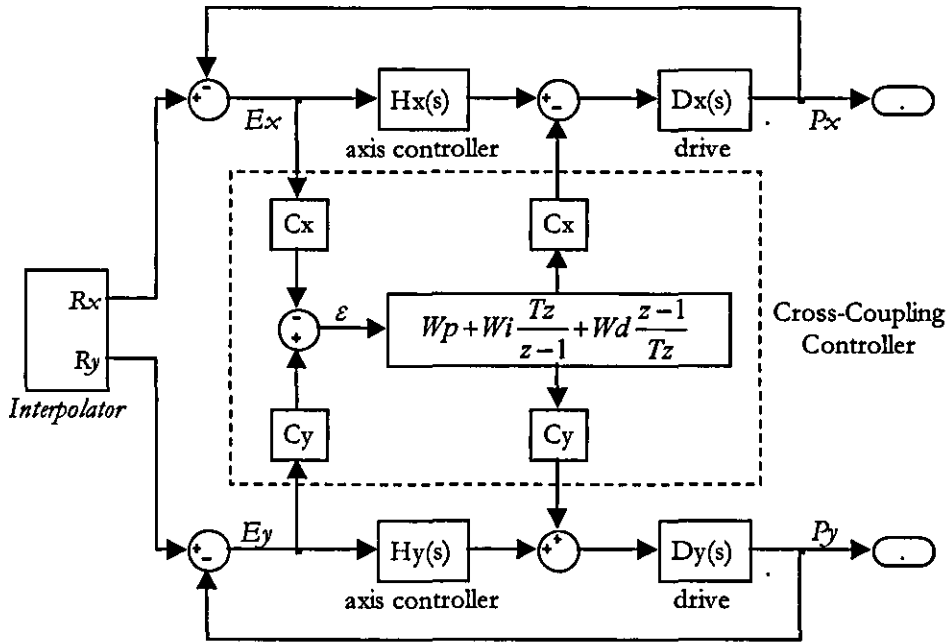 + -
Ex
Hx(s)
axis controller
+ -
Dx(s)
drive
Px
.
Cx
Cx
Rx
Ry
Interpolator
-
+
ε
Wp + Wi Tz/z−1 + Wd z−1/Tz
Cross-Coupling
Controller
Cy
Cy
+ -
Ey
Hy(s)
axis controller
+ +
Dy(s)
drive
Py
.